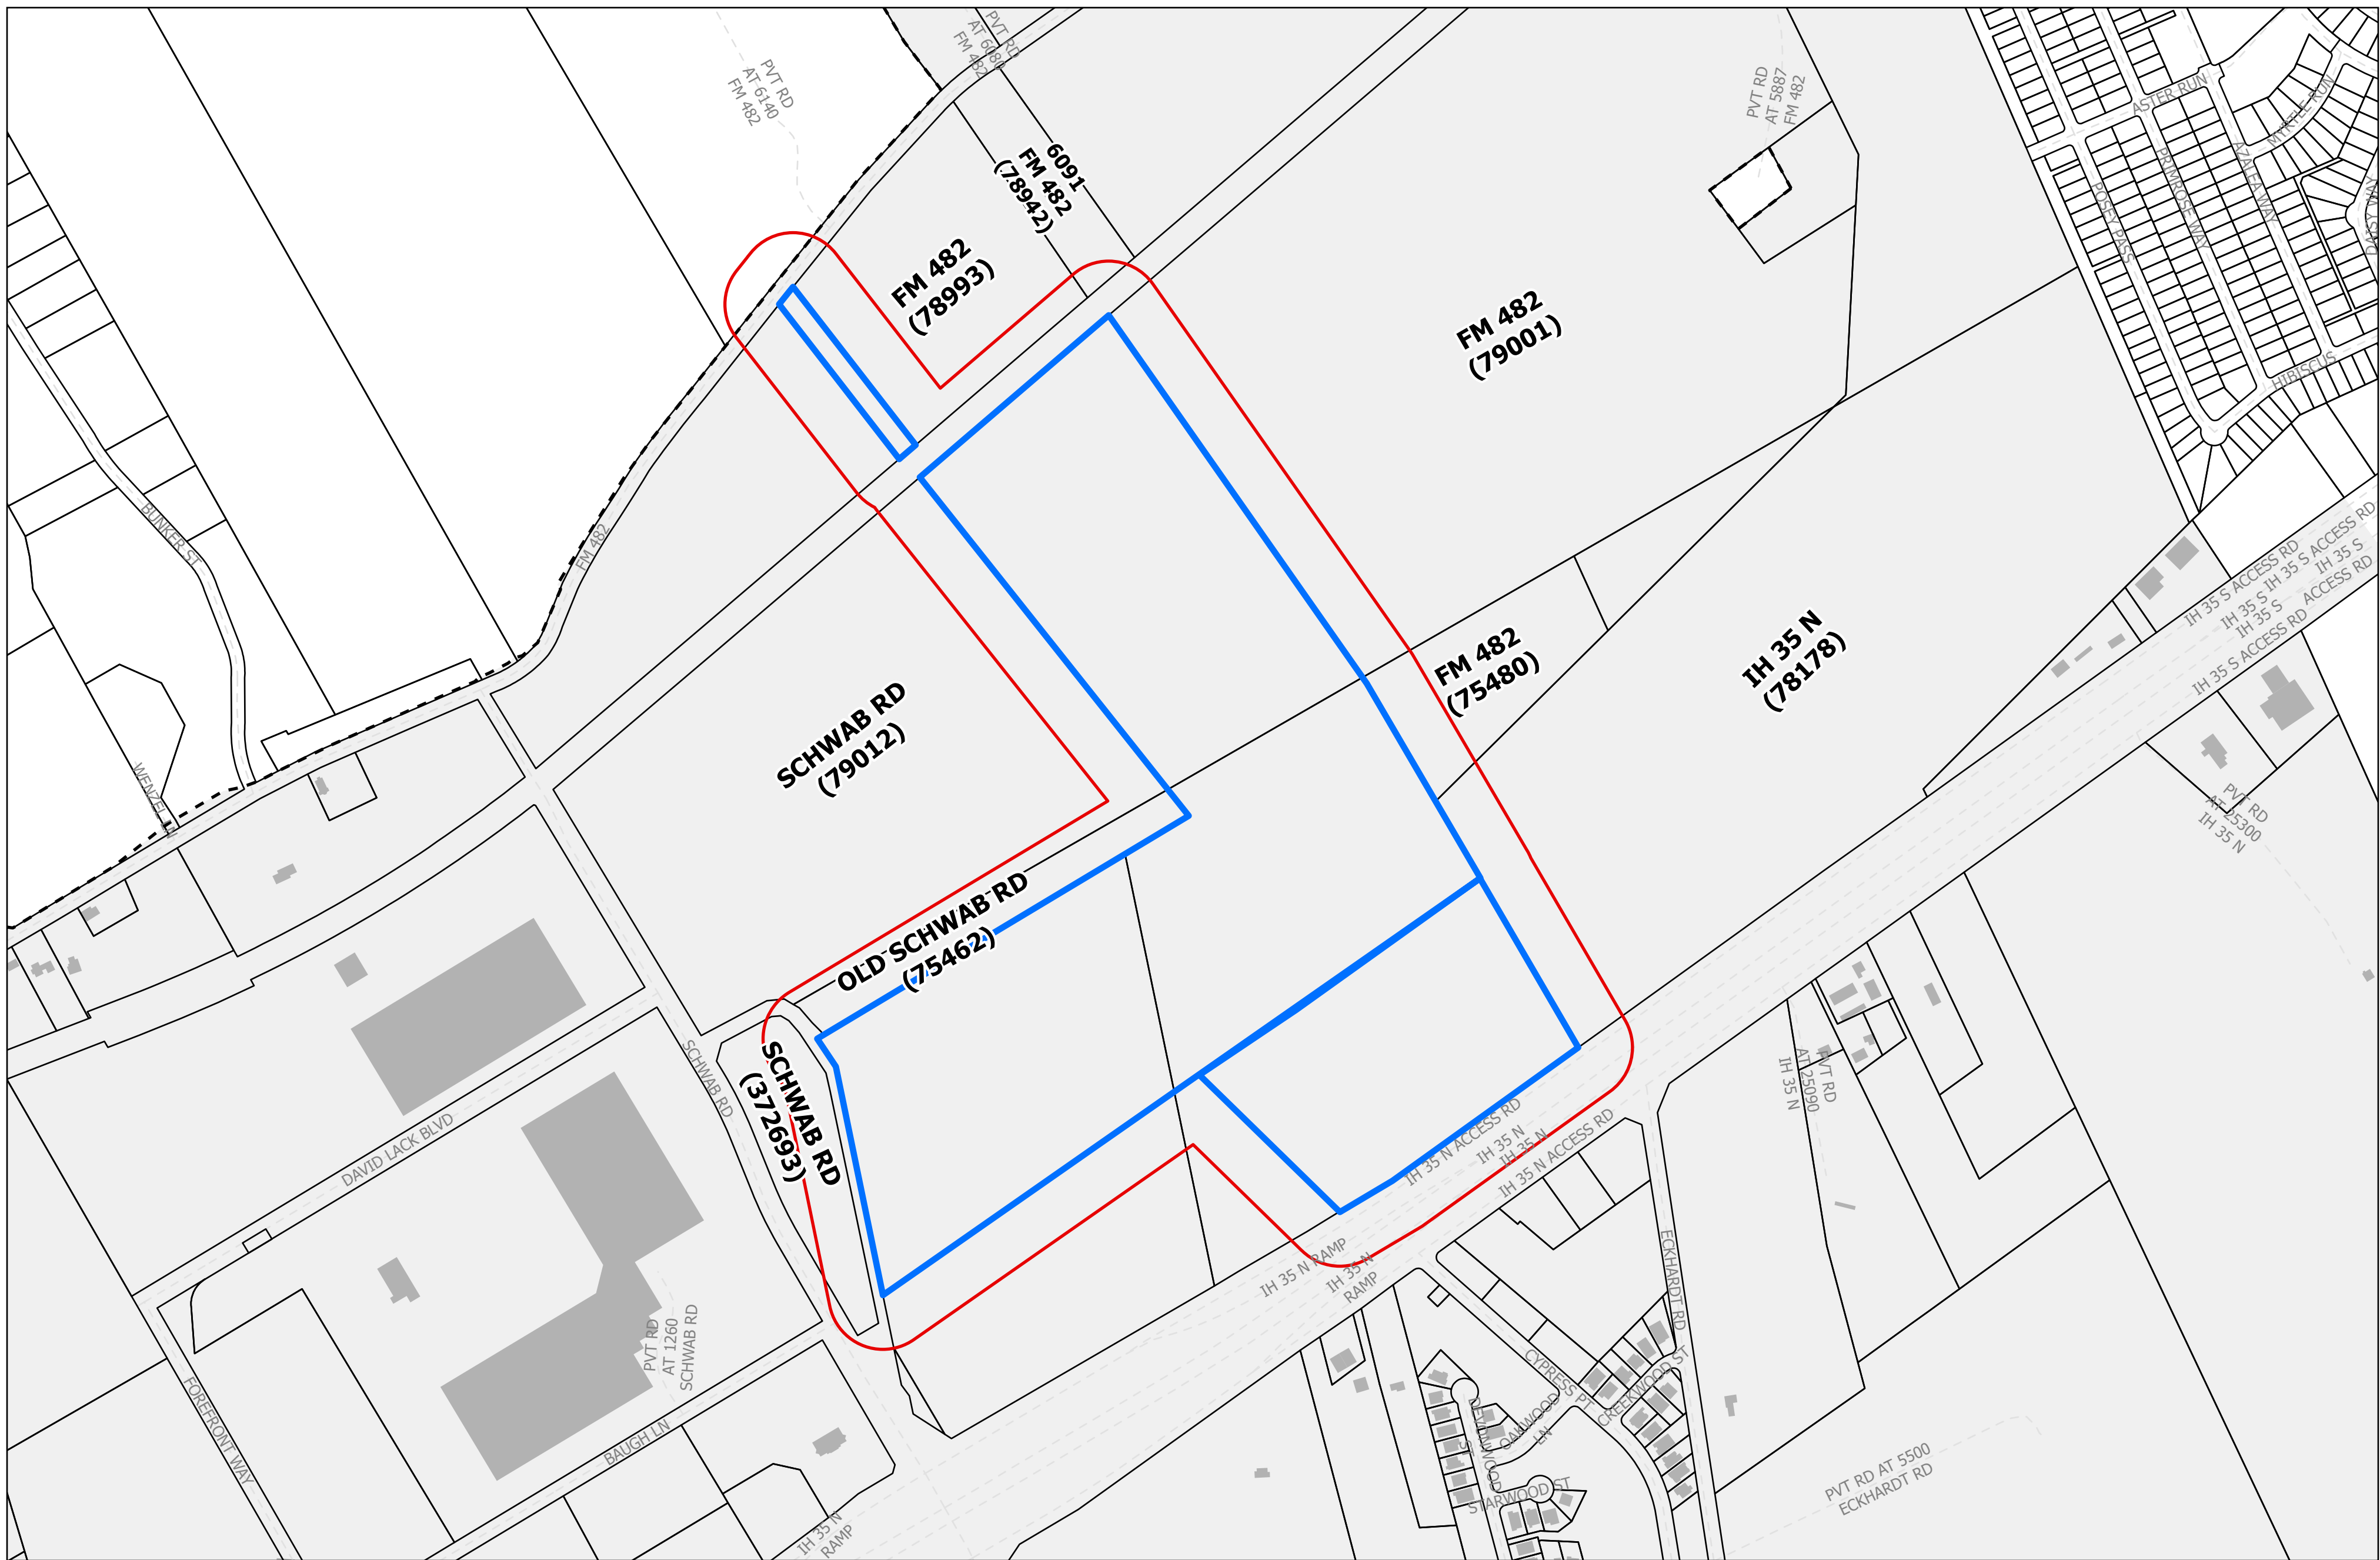 PVT RD
AT 6140
FM 482
PVT RD
AT 6080
FM 482
PVT RD
AT 5887
FM 482
ASTER RUN
MYRTLE RUN
AZALEA WAY
PRIMROSE WAY
POSEY PASS
DAISY WAY
HIBISCUS
6091
FM 482
(78942)
FM 482
(78993)
FM 482
(79001)
FM 482
BUNKER ST
WENZEL LN
SCHWAB RD
(79012)
FM 482
(75480)
IH 35 N
(78178)
IH 35 S ACCESS RD
IH 35 S ACCESS RD
IH 35 S
IH 35 S
IH 35 S
ACCESS RD
IH 35 S ACCESS RD
PVT RD
AT 25300
IH 35 N
OLD SCHWAB RD
(75462)
SCHWAB RD
(372693)
SCHWAB RD
DAVID LACK BLVD
PVT RD
AT 25090
IH 35 N
IH 35 N ACCESS RD
IH 35 N
IH 35 N
IH 35 N ACCESS RD
IH 35 N RAMP
IH 35 N
RAMP
ECKHARDT RD
PVT RD
AT 1260
SCHWAB RD
FOREFRONT WAY
BAUGH LN
IH 35 N
RAMP
CYPRESS PT
CREEKWOOD ST
OAKWOOD
LN
DEWONWOOD
ST
STARWOOD ST
PVT RD AT 5500
ECKHARDT RD